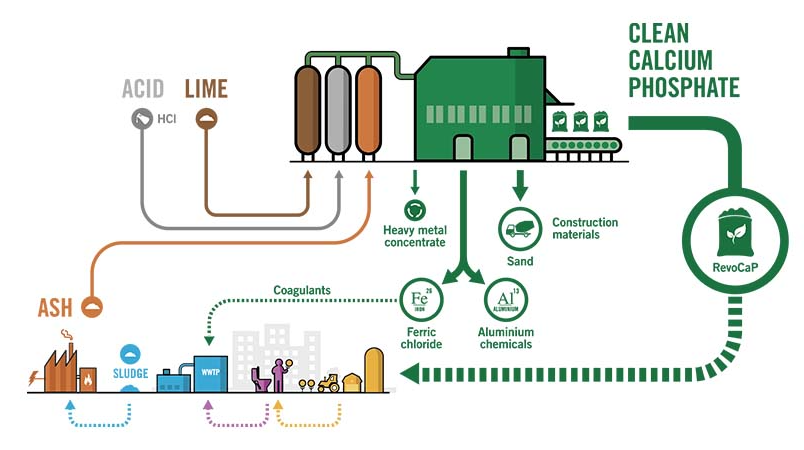 CLEAN
CALCIUM
PHOSPHATE
ACID LIME
HCl
Heavy metal
concentrate
Construction
materials
Sand
RevoCaP
ASH
Coagulants
Fe 26
IRON
Al 13
ALUMINIUM
Ferric
chloride
Aluminium
chemicals
SLUDGE
WWTP